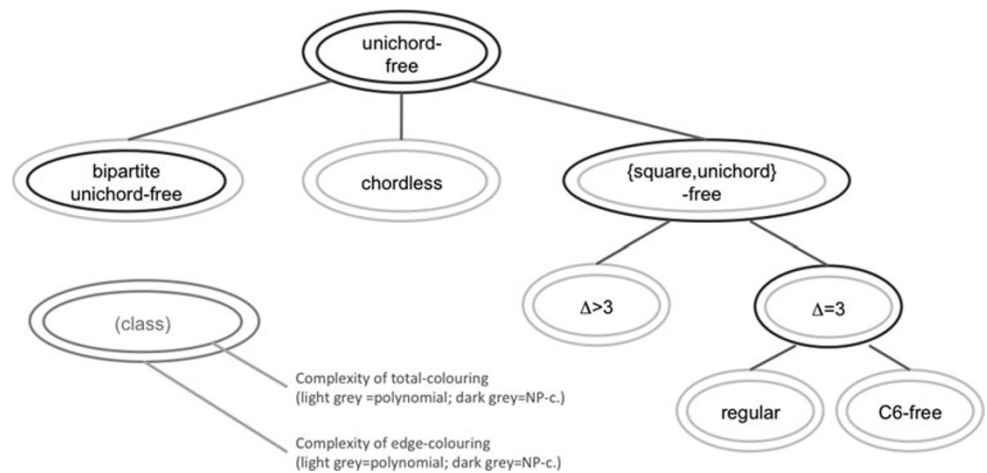 unichord-
free
bipartite
unichord-free
chordless
{square,unichord}
-free
(class)
Δ>3
Δ=3
Complexity of total-colouring
(light grey =polynomial; dark grey=NP-c.)
regular
C6-free
Complexity of edge-colouring
(light grey=polynomial; dark grey=NP-c.)